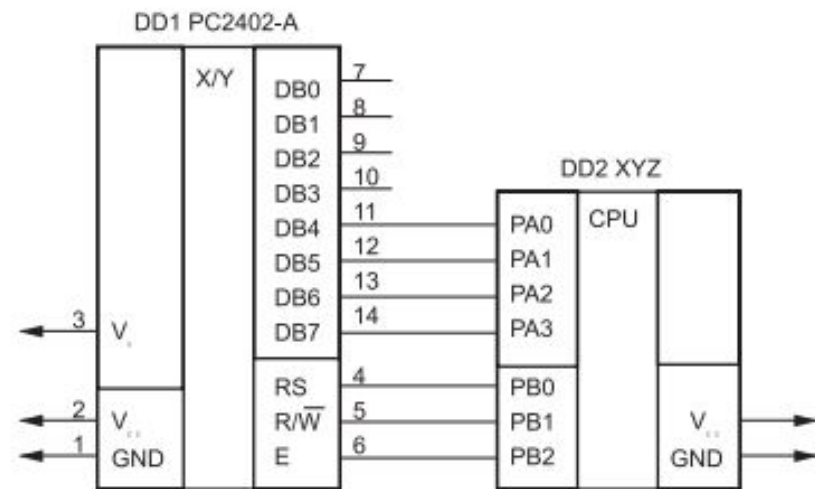 DD1 PC2402-A
X/Y
DB0 7
DB1 8
DB2 9
DB3 10
DB4 11
DB5 12
DB6 13
DB7 14
3 V
RS 4
R/W̅ 5
E 6
2 V
1 GND
DD2 XYZ
PA0 CPU
PA1
PA2
PA3
PB0
PB1
PB2
V
GND